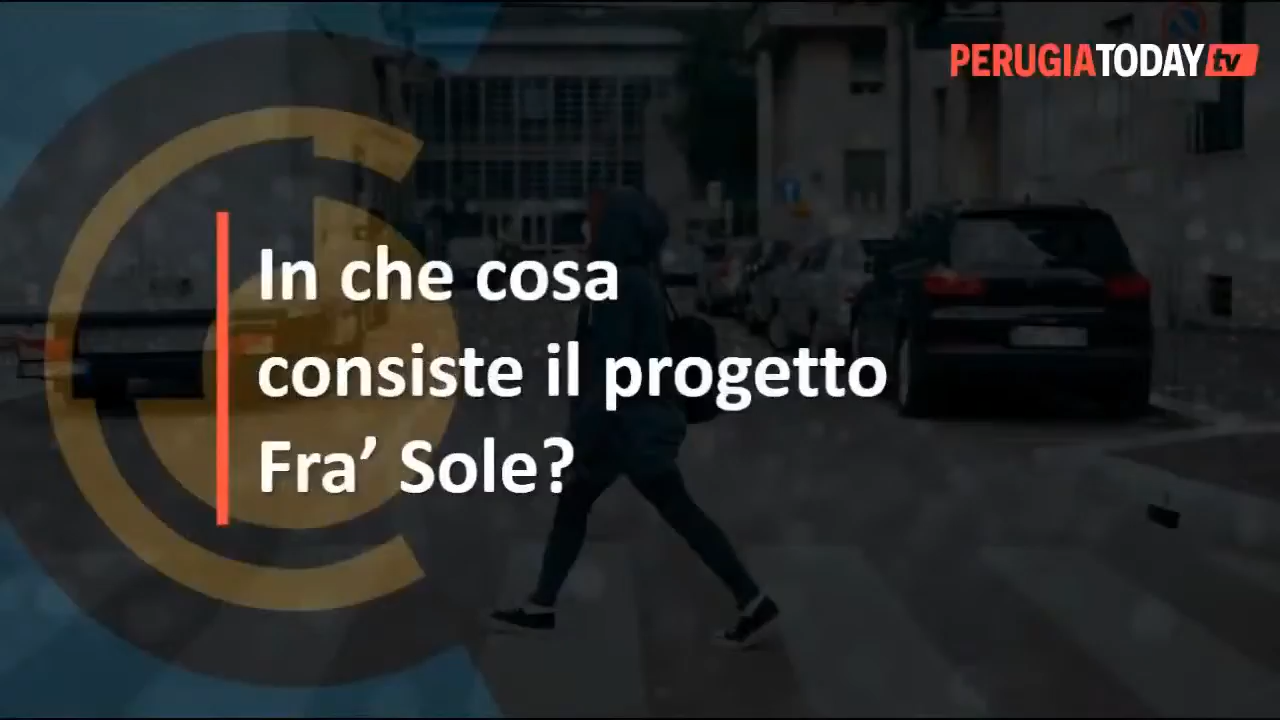 PERUGIATODAY tv
In che cosa
consiste il progetto
Fra’ Sole?